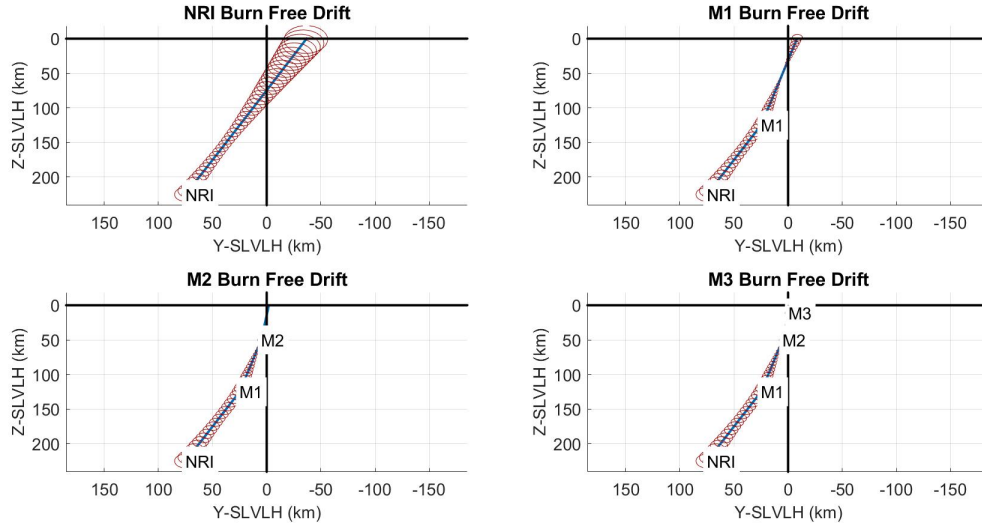 NRI Burn Free Drift
0
50
100
150
200
Z-SLVLH (km)
NRI
150 100 50 0 -50 -100 -150
Y-SLVLH (km)
M1 Burn Free Drift
0
50
100
150
200
Z-SLVLH (km)
M1
NRI
150 100 50 0 -50 -100 -150
Y-SLVLH (km)
M2 Burn Free Drift
0
50
100
150
200
Z-SLVLH (km)
M2
M1
NRI
150 100 50 0 -50 -100 -150
Y-SLVLH (km)
M3 Burn Free Drift
0
50
100
150
200
Z-SLVLH (km)
M3
M2
M1
NRI
150 100 50 0 -50 -100 -150
Y-SLVLH (km)